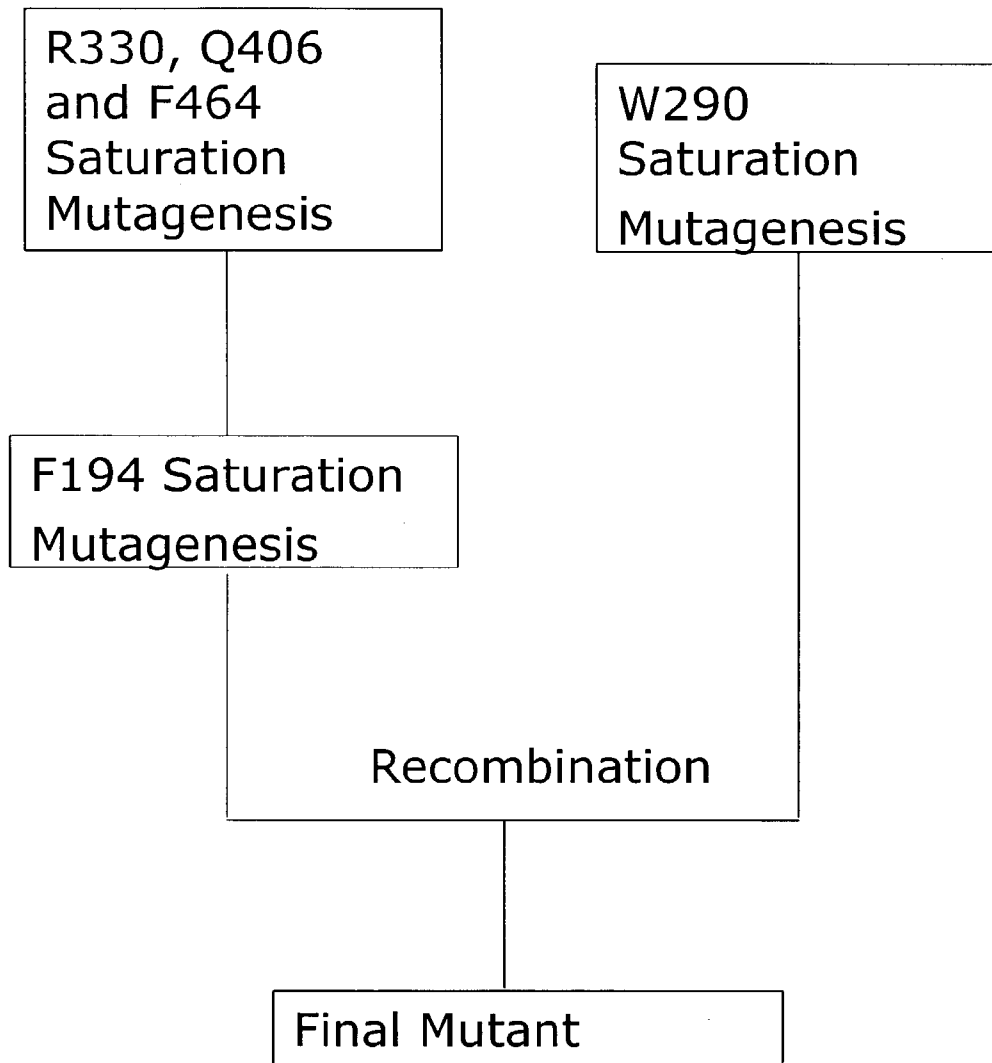 R330, Q406
and F464
Saturation
Mutagenesis
W290
Saturation
Mutagenesis
F194 Saturation
Mutagenesis
Recombination
Final Mutant